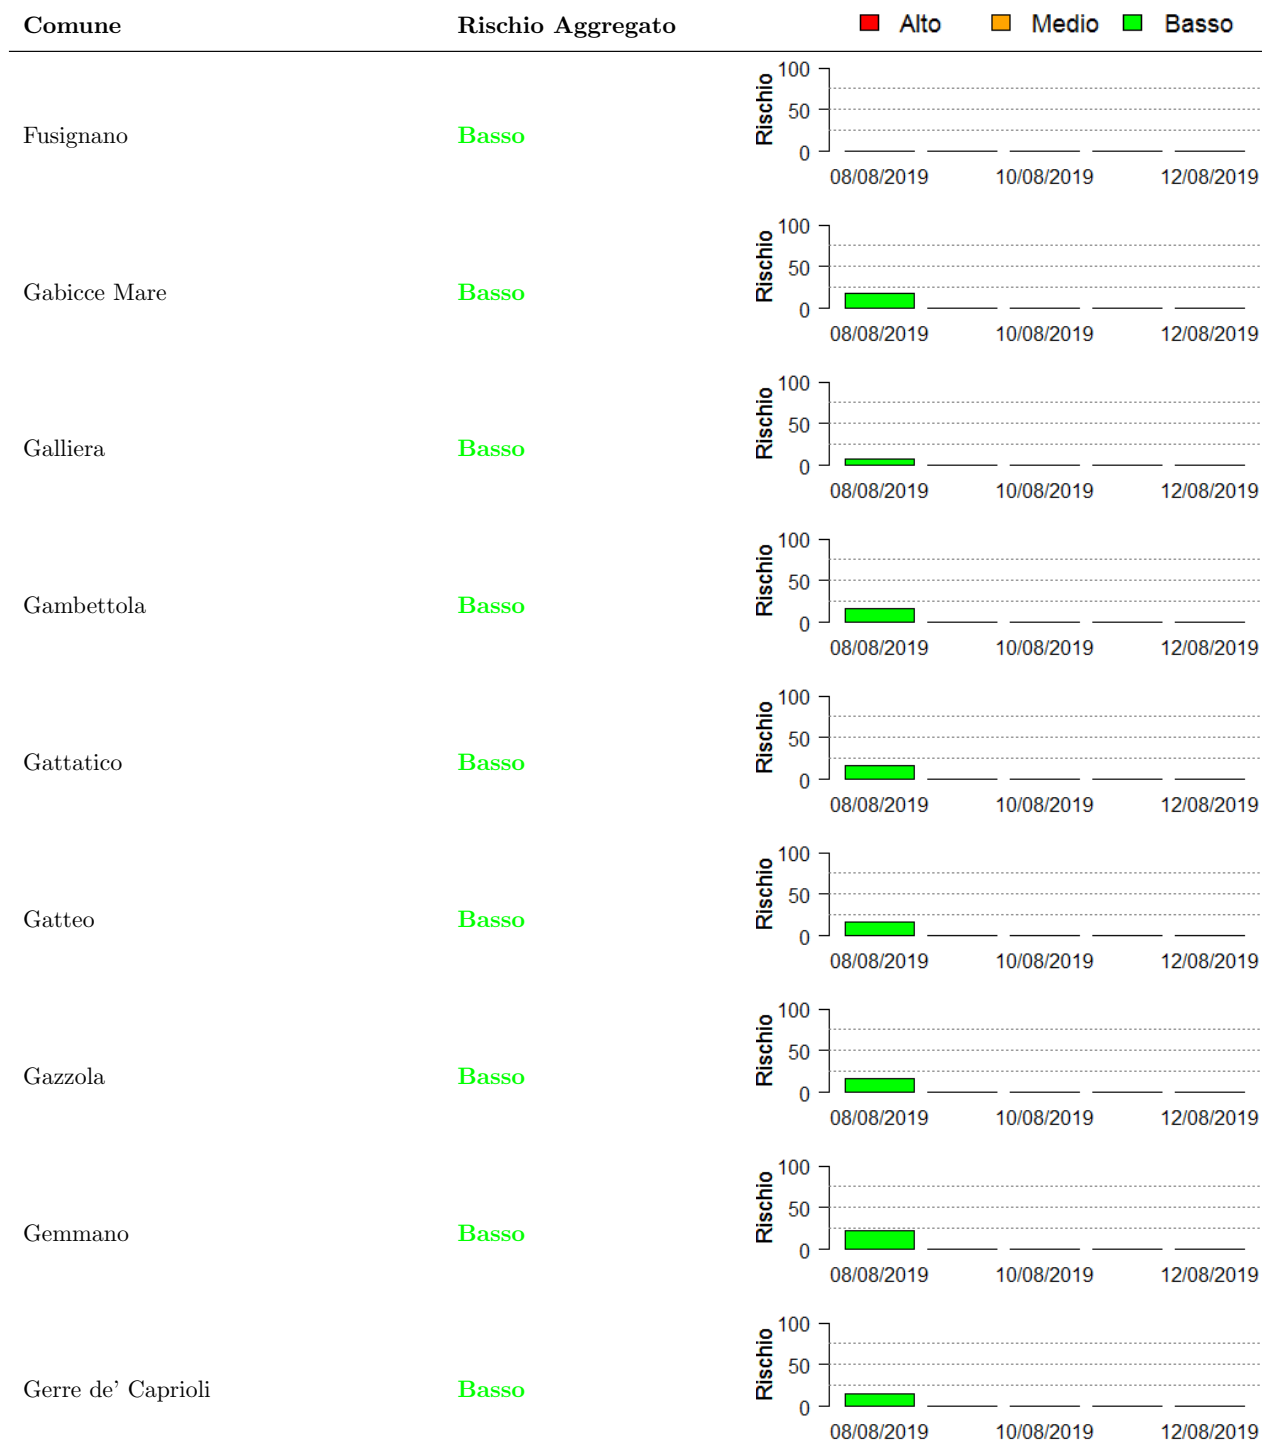 Comune Rischio Aggregato Alto Medio Basso
Fusignano Basso
Rischio
100
50
0
08/08/2019 10/08/2019 12/08/2019
Gabicce Mare Basso
Rischio
100
50
0
08/08/2019 10/08/2019 12/08/2019
Galliera Basso
Rischio
100
50
0
08/08/2019 10/08/2019 12/08/2019
Gambettola Basso
Rischio
100
50
0
08/08/2019 10/08/2019 12/08/2019
Gattatico Basso
Rischio
100
50
0
08/08/2019 10/08/2019 12/08/2019
Gatteo Basso
Rischio
100
50
0
08/08/2019 10/08/2019 12/08/2019
Gazzola Basso
Rischio
100
50
0
08/08/2019 10/08/2019 12/08/2019
Gemmano Basso
Rischio
100
50
0
08/08/2019 10/08/2019 12/08/2019
Gerre de' Caprioli Basso
Rischio
100
50
0
08/08/2019 10/08/2019 12/08/2019